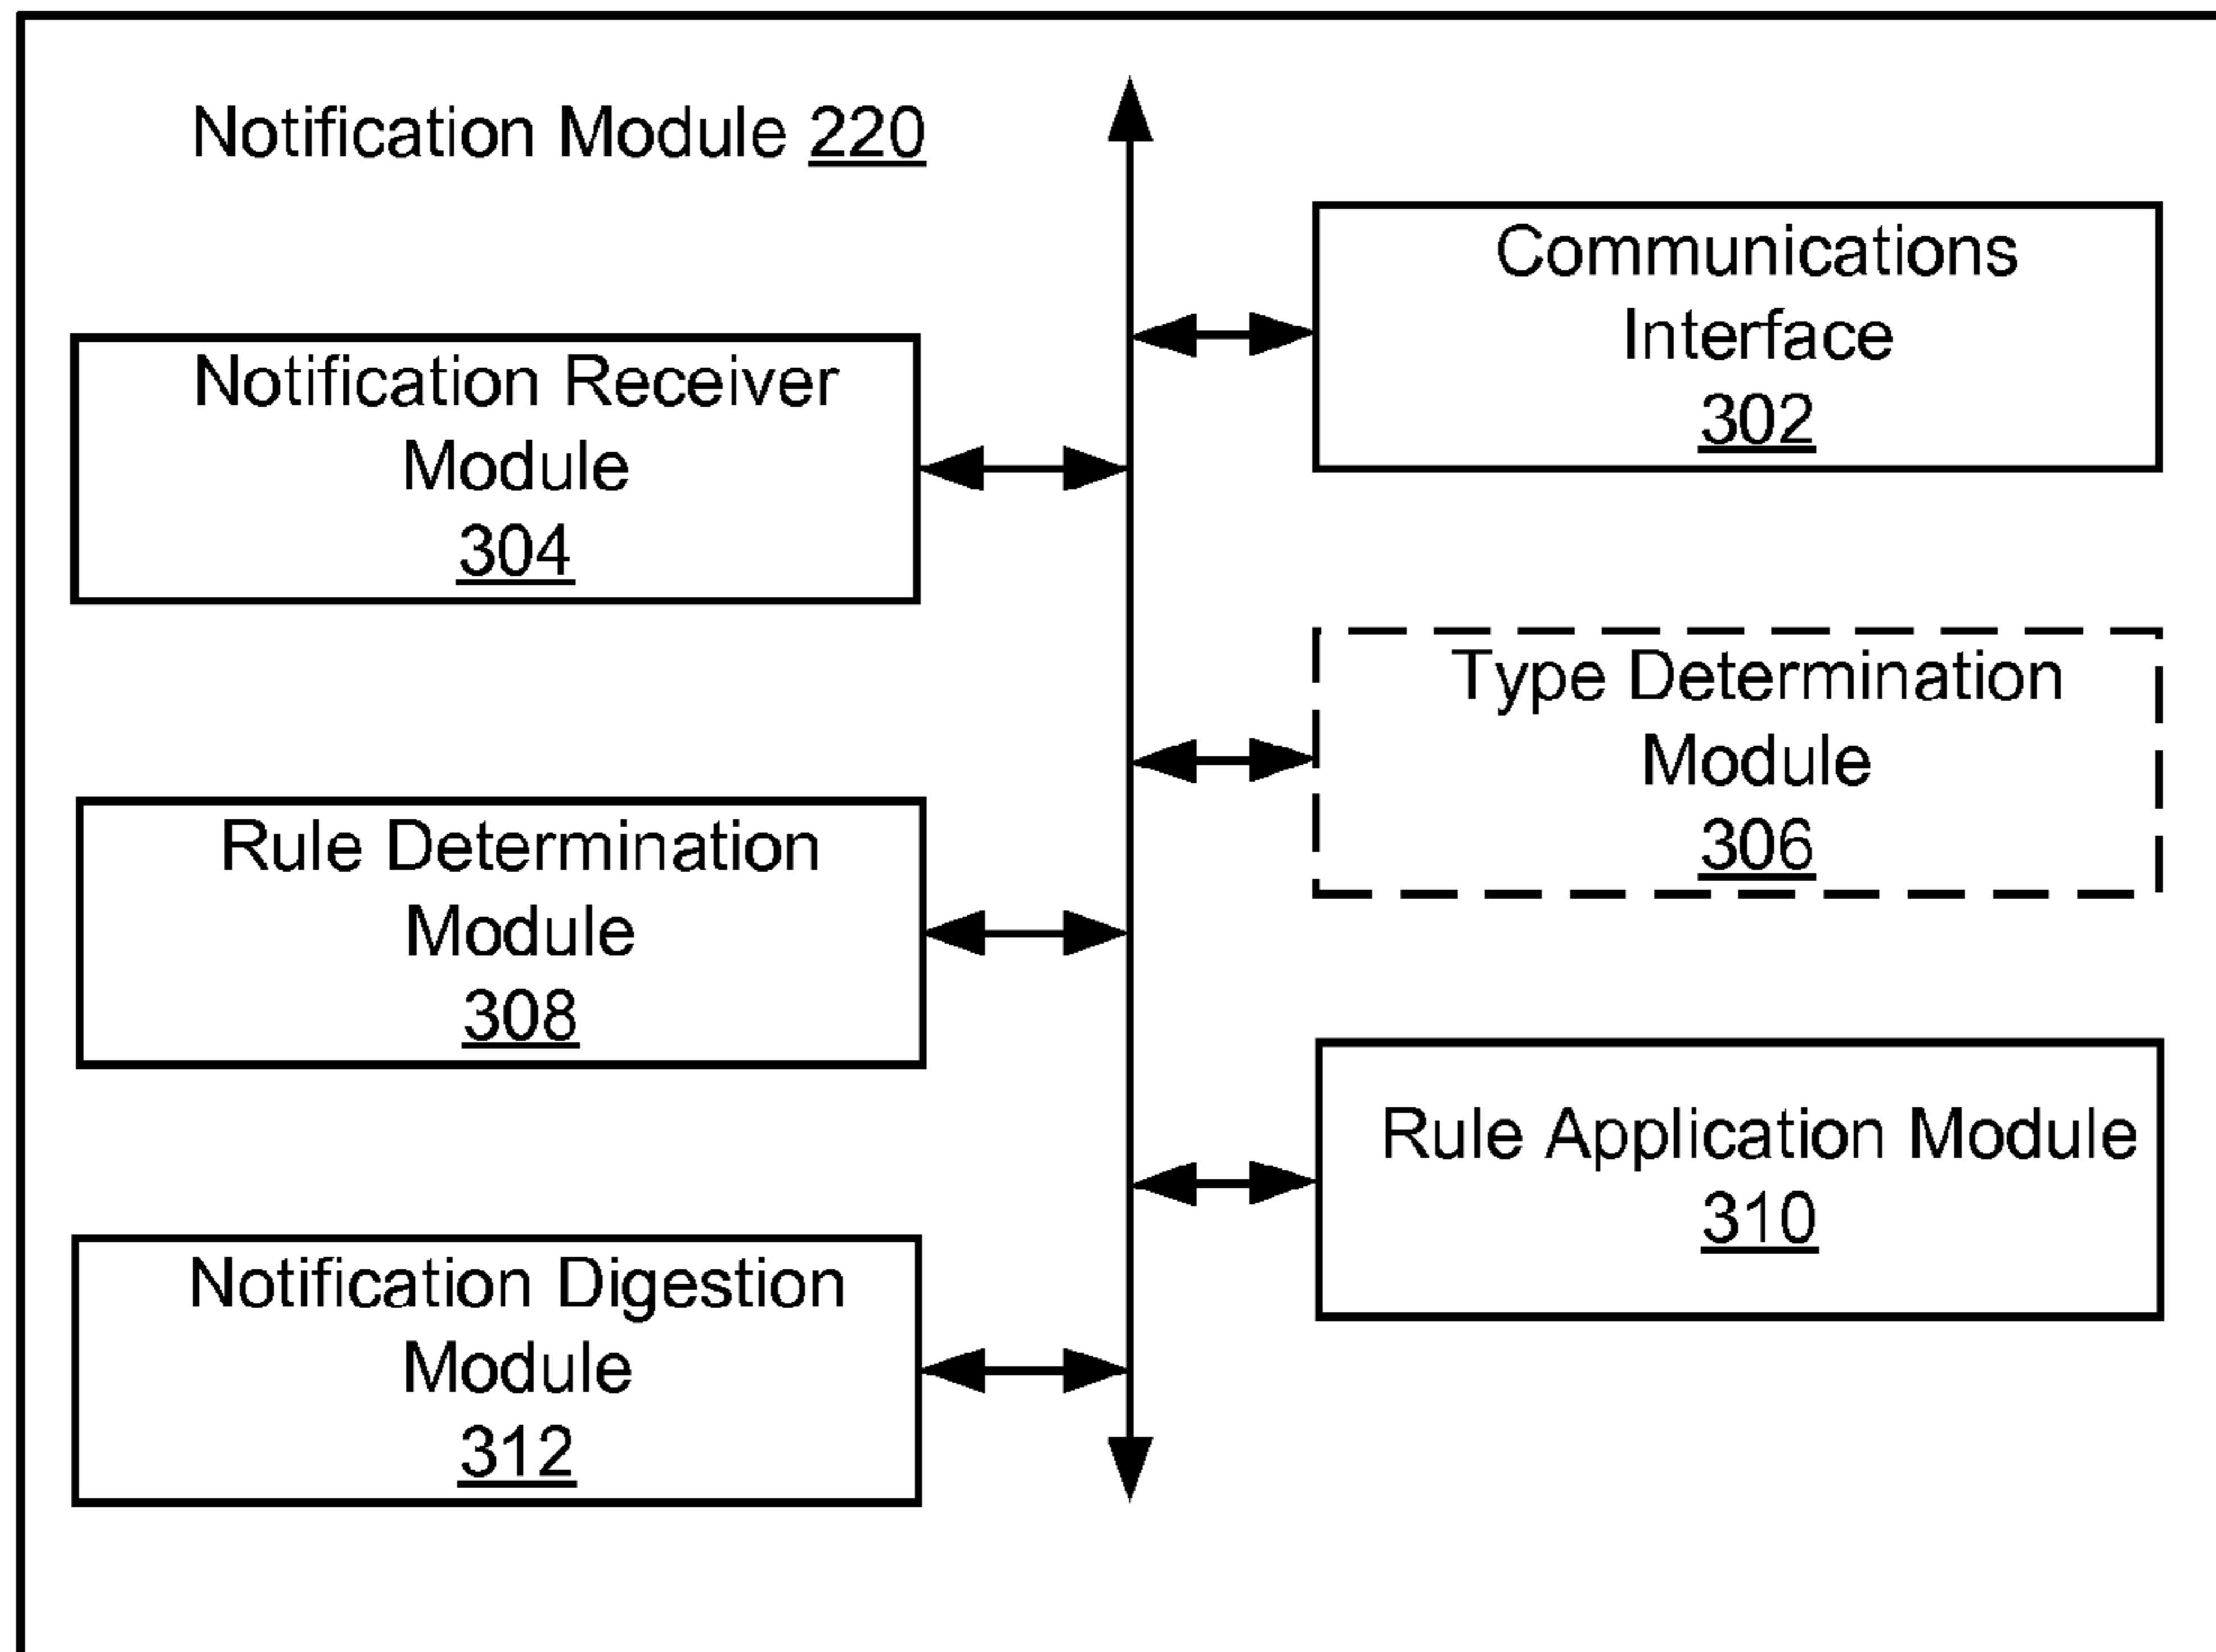 Notification Module 220
Communications
Interface
302
Notification Receiver
Module
304
Type Determination
Module
306
Rule Determination
Module
308
Rule Application Module
310
Notification Digestion
Module
312